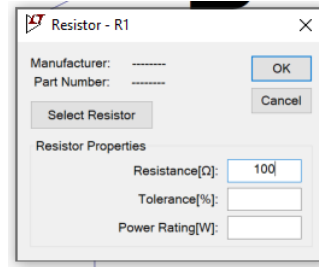 Resistor - R1
Manufacturer: --------
OK
Part Number: --------
Cancel
Select Resistor
Resistor Properties
Resistance[Ω]: 100
Tolerance[%]:
Power Rating[W]: